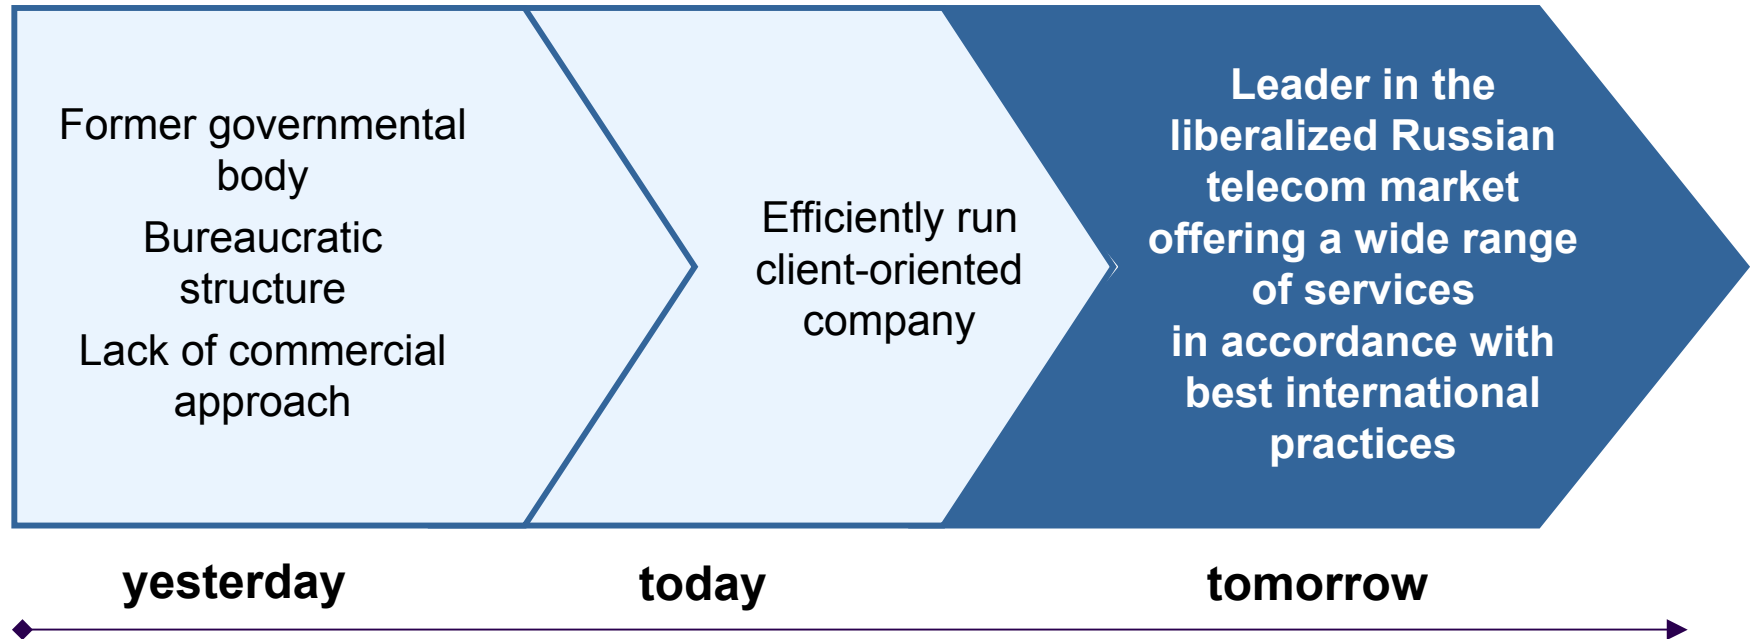 Former governmental
body
Bureaucratic
structure
Lack of commercial
approach
Efficiently run
client-oriented
company
Leader in the
liberalized Russian
telecom market
offering a wide range
of services
in accordance with
best international
practices
yesterday
today
tomorrow